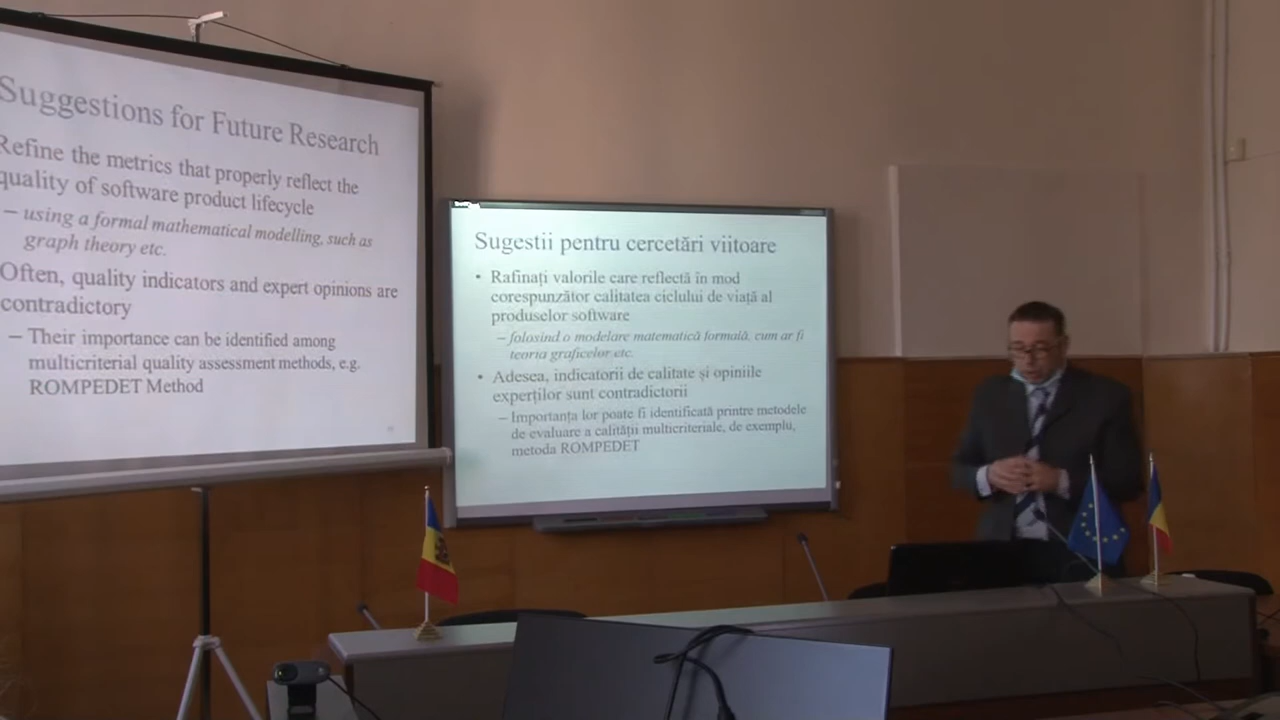 Suggestions for Future Research
Refine the metrics that properly reflect the
quality of software product lifecycle
– using a formal mathematical modelling, such as
graph theory etc.
Often, quality indicators and expert opinions are
contradictory
– Their importance can be identified among
multicriterial quality assessment methods, e.g.
ROMPEDET Method
Sugestii pentru cercetări viitoare
• Rafinați valorile care reflectă în mod
corespunzător calitatea ciclului de viață al
produselor software
– folosind o modelare matematică formală, cum ar fi
teoria graficelor etc.
• Adesea, indicatorii de calitate și opiniile
experților sunt contradictorii
– Importanța lor poate fi identificată printre metodele
de evaluare a calității multicriteriale, de exemplu,
metoda ROMPEDET